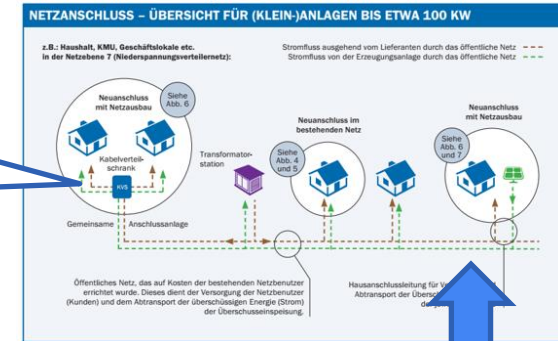 NETZANSCHLUSS – ÜBERSICHT FÜR (KLEIN-)ANLAGEN BIS ETWA 100 KW
z.B.: Haushalt, KMU, Geschäftslokale etc.
in der Netzebene 7 (Niederspannungsverteilernetz):
Stromfluss ausgehend vom Lieferanten durch das öffentliche Netz
Stromfluss von der Erzeugungsanlage durch das öffentliche Netz
Neuanschluss
mit Netzausbau
Siehe
Abb. 6
Kabelverteil-
schrank
KVS
Gemeinsame Anschlussanlage
Transformator-
station
Neuanschluss im
bestehenden Netz
Siehe
Abb. 4
und 5
Neuanschluss
mit Netzausbau
Siehe
Abb. 6
und 7
Öffentliches Netz, das auf Kosten der bestehenden Netzbenutzer
errichtet wurde. Dieses dient der Versorgung der Netzbenutzer
(Kunden) und dem Abtransport der überschüssigen Energie (Strom)
der Überschusseinspeisung.
Hausanschlussleitung für
Abtransport der